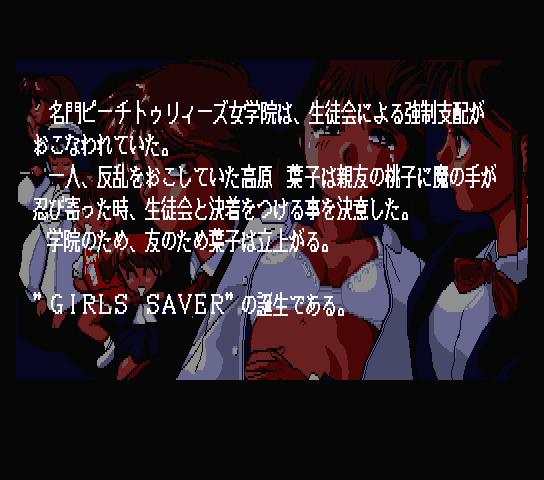 名門ピーチトゥリィーズ女学院は、生徒会による強制支配が
おこなわれていた。
一人、反乱をおこしていた高原 葉子は親友の桃子に魔の手が
忍び寄った時、生徒会と決着をつける事を決意した。
学院のため、友のため葉子は立上がる。
"GIRLS SAVER"の誕生である。